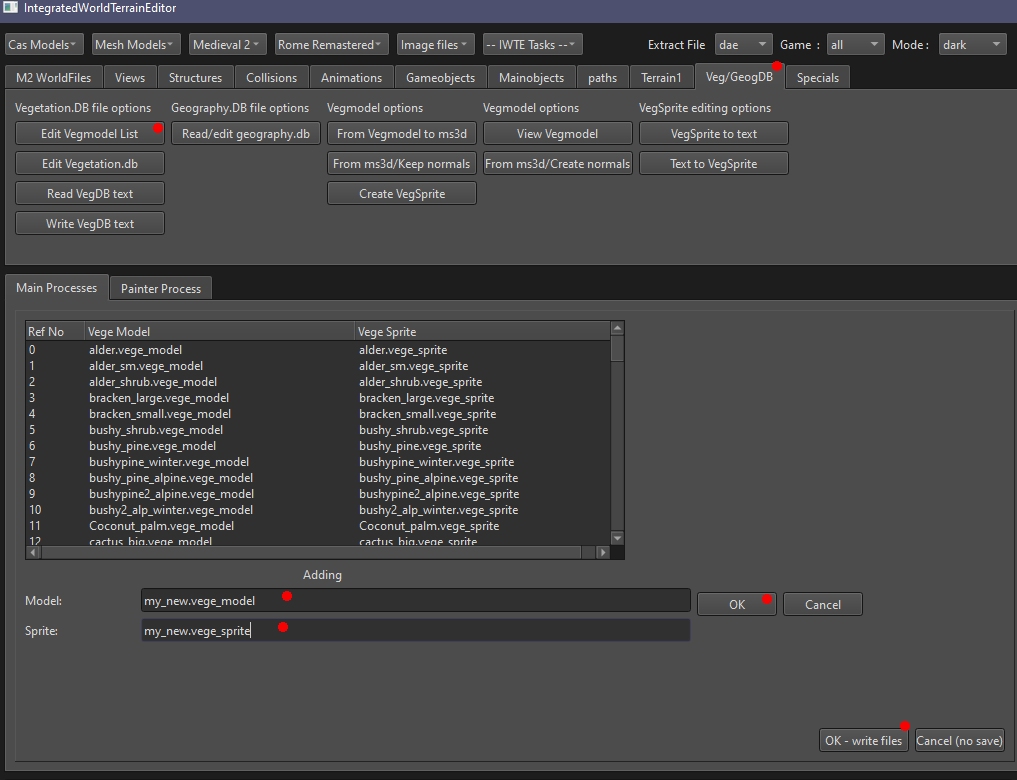 IntegratedWorldTerrainEditor
Cas Models Mesh Models Medieval 2 Rome Remastered Image files -- IWTE Tasks -- Extract File dae Game : all Mode : dark
M2 WorldFiles Views Structures Collisions Animations Gameobjects Mainobjects paths Terrain1 Veg/GeogDB Specials
Vegetation.DB file options Geography.DB file options Vegmodel options Vegmodel options VegSprite editing options
Edit Vegmodel List Read/edit geography.db From Vegmodel to ms3d View Vegmodel VegSprite to text
Edit Vegetation.db From ms3d/Keep normals From ms3d/Create normals Text to VegSprite
Read VegDB text Create VegSprite
Write VegDB text
Main Processes Painter Process
Ref No Vege Model Vege Sprite
0 alder.vege_model alder.vege_sprite
1 alder_sm.vege_model alder_sm.vege_sprite
2 alder_shrub.vege_model alder_shrub.vege_sprite
3 bracken_large.vege_model bracken_large.vege_sprite
4 bracken_small.vege_model bracken_small.vege_sprite
5 bushy_shrub.vege_model bushy_shrub.vege_sprite
6 bushy_pine.vege_model bushy_pine.vege_sprite
7 bushypine_winter.vege_model bushypine_winter.vege_sprite
8 bushy_pine_alpine.vege_model bushy_pine_alpine.vege_sprite
9 bushypine2_alpine.vege_model bushypine2_alpine.vege_sprite
10 bushy2_alp_winter.vege_model bushy2_alp_winter.vege_sprite
11 Coconut_palm.vege_model Coconut_palm.vege_sprite
12 cactus_big.vege_model cactus_big.vege_sprite
Adding
Model: my_new.vege_model OK Cancel
Sprite: my_new.vege_sprite
OK - write files Cancel (no save)